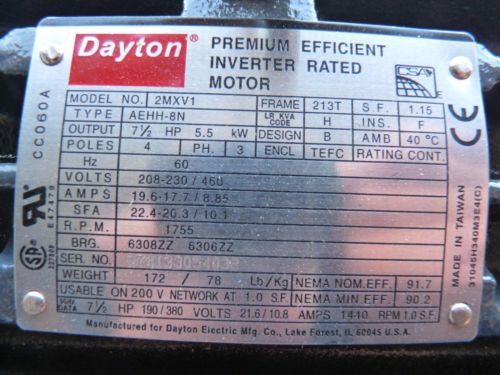 Dayton
PREMIUM EFFICIENT
INVERTER RATED
MOTOR
CSA
CC060A
MODEL NO. 2MXV1 FRAME 213T S.F. 1.15
TYPE AEHH-8N LR KVA CODE H INS. F
OUTPUT 7½ HP 5.5 kW DESIGN B AMB 40 °C
POLES 4 PH. 3 ENCL TEFC RATING CONT.
Hz 60
VOLTS 208-230 / 460
AMPS 19.6-17.7 / 8.85
SFA 22.4-20.3 / 10.1
R.P.M. 1755
BRG. 6308ZZ 6306ZZ
SER. NO.
WEIGHT 172 / 78 Lb/Kg NEMA NOM.EFF. 91.7
USABLE ON 200 V NETWORK AT 1.0 S.F. NEMA MIN.EFF. 90.2
50Hz DATA 7½ HP 190/380 VOLTS 21.6/10.8 AMPS 1440 RPM 1.0 S.F.
Manufactured for Dayton Electric Mfg. Co., Lake Forest, IL 60045 U.S.A.
E47479
MADE IN TAIWAN
31045H340M3E4(C)